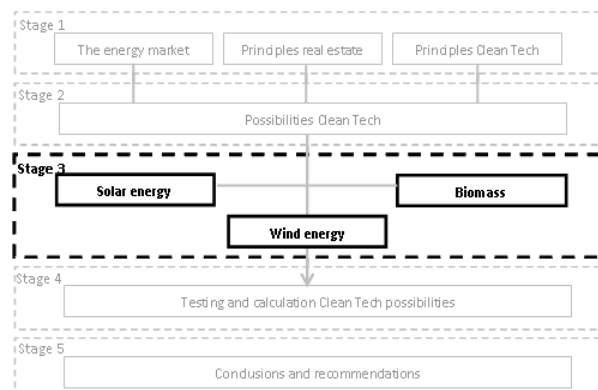 Stage 1
The energy market
Principles real estate
Principles Clean Tech
Stage 2
Possibilities Clean Tech
Stage 3
Solar energy
Biomass
Wind energy
Stage 4
Testing and calculation Clean Tech possibilities
Stage 5
Conclusions and recommendations